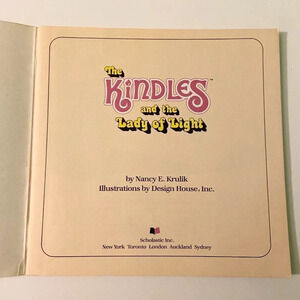 The
KiNDLES™
and the
Lady of Light
by Nancy E. Krulik
Illustrations by Design House, Inc.
Scholastic Inc.
New York Toronto London Auckland Sydney